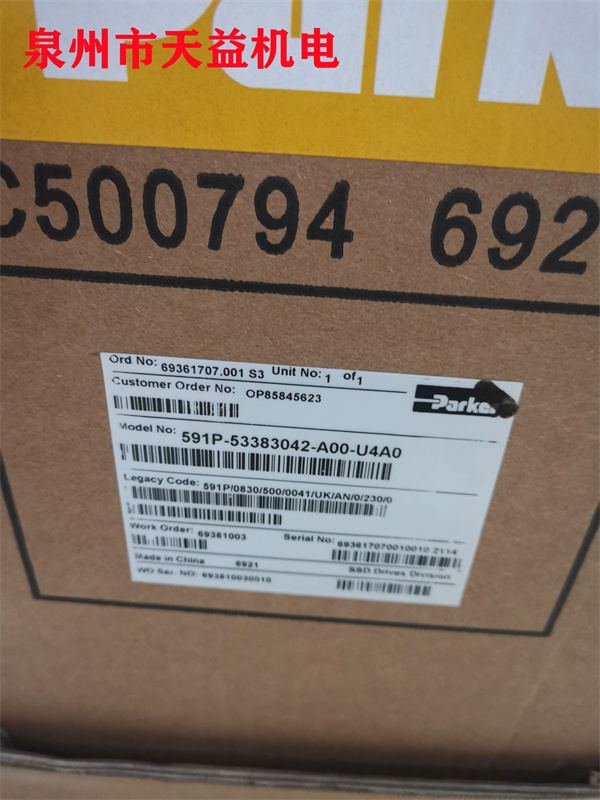 泉州市天益机电
Parker
C500794 692
Ord No: 69361707.001 S3 Unit No: 1 of 1
Customer Order No: OP85845623
Parker
Model No: 591P-53383042-A00-U4A0
Legacy Code: 591P/0830/500/0041/UK/AN/0/230/0
Work Order: 69381003 Serial No: 693617070010010 2114
Made in China 6921 SSD Drives Division
WO Ser. NO: 693810030010